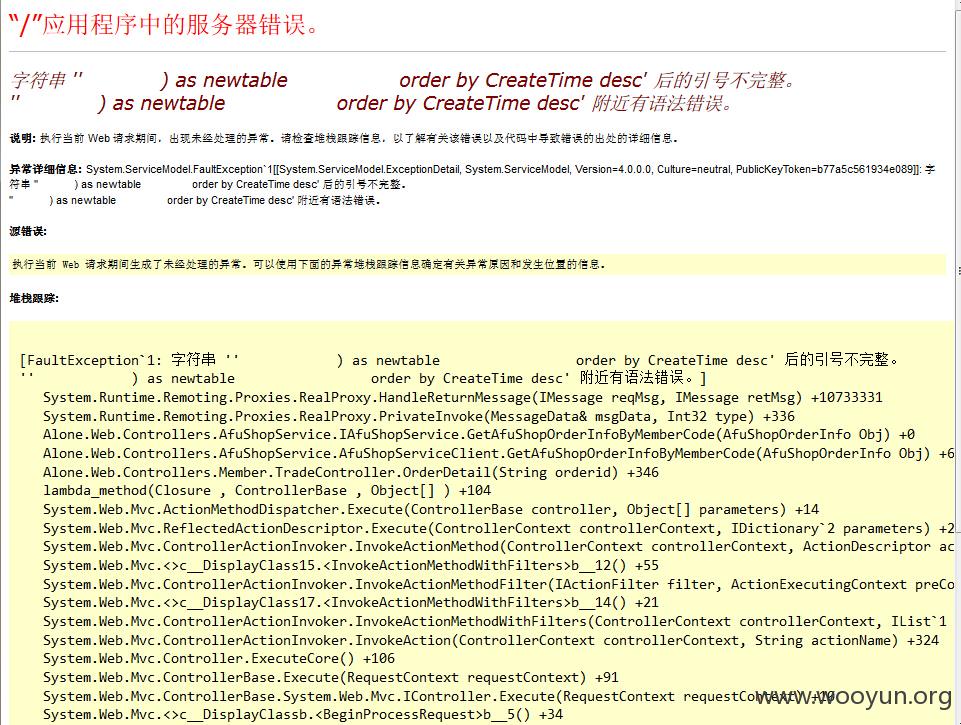 “/”应用程序中的服务器错误。
字符串 '' ) as newtable order by CreateTime desc' 后的引号不完整。
'' ) as newtable order by CreateTime desc' 附近有语法错误。
说明: 执行当前 Web 请求期间，出现未经处理的异常。请检查堆栈跟踪信息，以了解有关该错误以及代码中导致错误的出处的详细信息。
异常详细信息: System.ServiceModel.FaultException`1[[System.ServiceModel.ExceptionDetail, System.ServiceModel, Version=4.0.0.0, Culture=neutral, PublicKeyToken=b77a5c561934e089]]: 字
符串 '' ) as newtable order by CreateTime desc' 后的引号不完整。
'' ) as newtable order by CreateTime desc' 附近有语法错误。
源错误:
执行当前 Web 请求期间生成了未经处理的异常。可以使用下面的异常堆栈跟踪信息确定有关异常原因和发生位置的信息。
堆栈跟踪:
[FaultException`1: 字符串 '' ) as newtable order by CreateTime desc' 后的引号不完整。
'' ) as newtable order by CreateTime desc' 附近有语法错误。]
System.Runtime.Remoting.Proxies.RealProxy.HandleReturnMessage(IMessage reqMsg, IMessage retMsg) +10733331
System.Runtime.Remoting.Proxies.RealProxy.PrivateInvoke(MessageData& msgData, Int32 type) +336
Alone.Web.Controllers.AfuShopService.IAfuShopService.GetAfuShopOrderInfoByMemberCode(AfuShopOrderInfo Obj) +0
Alone.Web.Controllers.AfuShopService.AfuShopServiceClient.GetAfuShopOrderInfoByMemberCode(AfuShopOrderInfo Obj) +6
Alone.Web.Controllers.Member.TradeController.OrderDetail(String orderid) +346
lambda_method(Closure , ControllerBase , Object[] ) +104
System.Web.Mvc.ActionMethodDispatcher.Execute(ControllerBase controller, Object[] parameters) +14
System.Web.Mvc.ReflectedActionDescriptor.Execute(ControllerContext controllerContext, IDictionary`2 parameters) +2
System.Web.Mvc.ControllerActionInvoker.InvokeActionMethod(ControllerContext controllerContext, ActionDescriptor ac
System.Web.Mvc.<>c__DisplayClass15.<InvokeActionMethodWithFilters>b__12() +55
System.Web.Mvc.ControllerActionInvoker.InvokeActionMethodFilter(IActionFilter filter, ActionExecutingContext preCo
System.Web.Mvc.<>c__DisplayClass17.<InvokeActionMethodWithFilters>b__14() +21
System.Web.Mvc.ControllerActionInvoker.InvokeActionMethodWithFilters(ControllerContext controllerContext, IList`1
System.Web.Mvc.ControllerActionInvoker.InvokeAction(ControllerContext controllerContext, String actionName) +324
System.Web.Mvc.Controller.ExecuteCore() +106
System.Web.Mvc.ControllerBase.Execute(RequestContext requestContext) +91
System.Web.Mvc.ControllerBase.System.Web.Mvc.IController.Execute(RequestContext requestContext) +10
System.Web.Mvc.<>c__DisplayClassb.<BeginProcessRequest>b__5() +34
www.wooyun.org